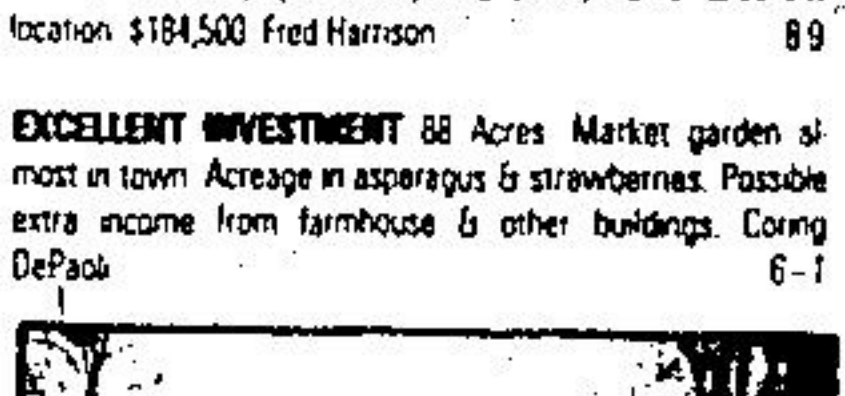 location $184,500 Fred Harrison 89
EXCELLENT INVESTMENT 88 Acres Market garden al-
most in town Acreage in asparagus & strawberries. Possible
extra income from farmhouse & other buildings. Coring
DePaoli 6-1